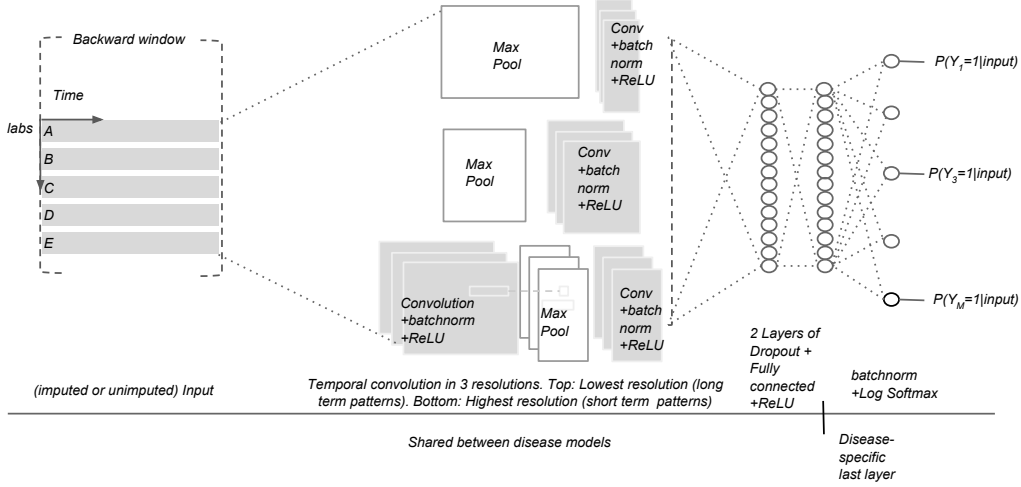 Backward window
Time
labs
A
B
C
D
E
(imputed or unimputed) Input
Max
Pool
Conv
+batch
norm
+ReLU
Max
Pool
Conv
+batch
norm
+ReLU
Convolution
+batchnorm
+ReLU
Max
Pool
Conv
+batch
norm
+ReLU
Temporal convolution in 3 resolutions. Top: Lowest resolution (long
term patterns). Bottom: Highest resolution (short term patterns)
2 Layers of
Dropout +
Fully
connected
+ReLU
P(Y₁=1|input)
P(Y₃=1|input)
P(Y_M=1|input)
batchnorm
+Log Softmax
Shared between disease models
Disease-
specific
last layer